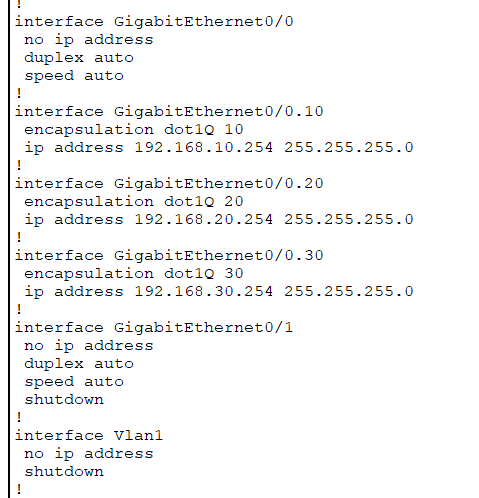 !
interface GigabitEthernet0/0
 no ip address
 duplex auto
 speed auto
!
interface GigabitEthernet0/0.10
 encapsulation dot1Q 10
 ip address 192.168.10.254 255.255.255.0
!
interface GigabitEthernet0/0.20
 encapsulation dot1Q 20
 ip address 192.168.20.254 255.255.255.0
!
interface GigabitEthernet0/0.30
 encapsulation dot1Q 30
 ip address 192.168.30.254 255.255.255.0
!
interface GigabitEthernet0/1
 no ip address
 duplex auto
 speed auto
 shutdown
!
interface Vlan1
 no ip address
 shutdown
!